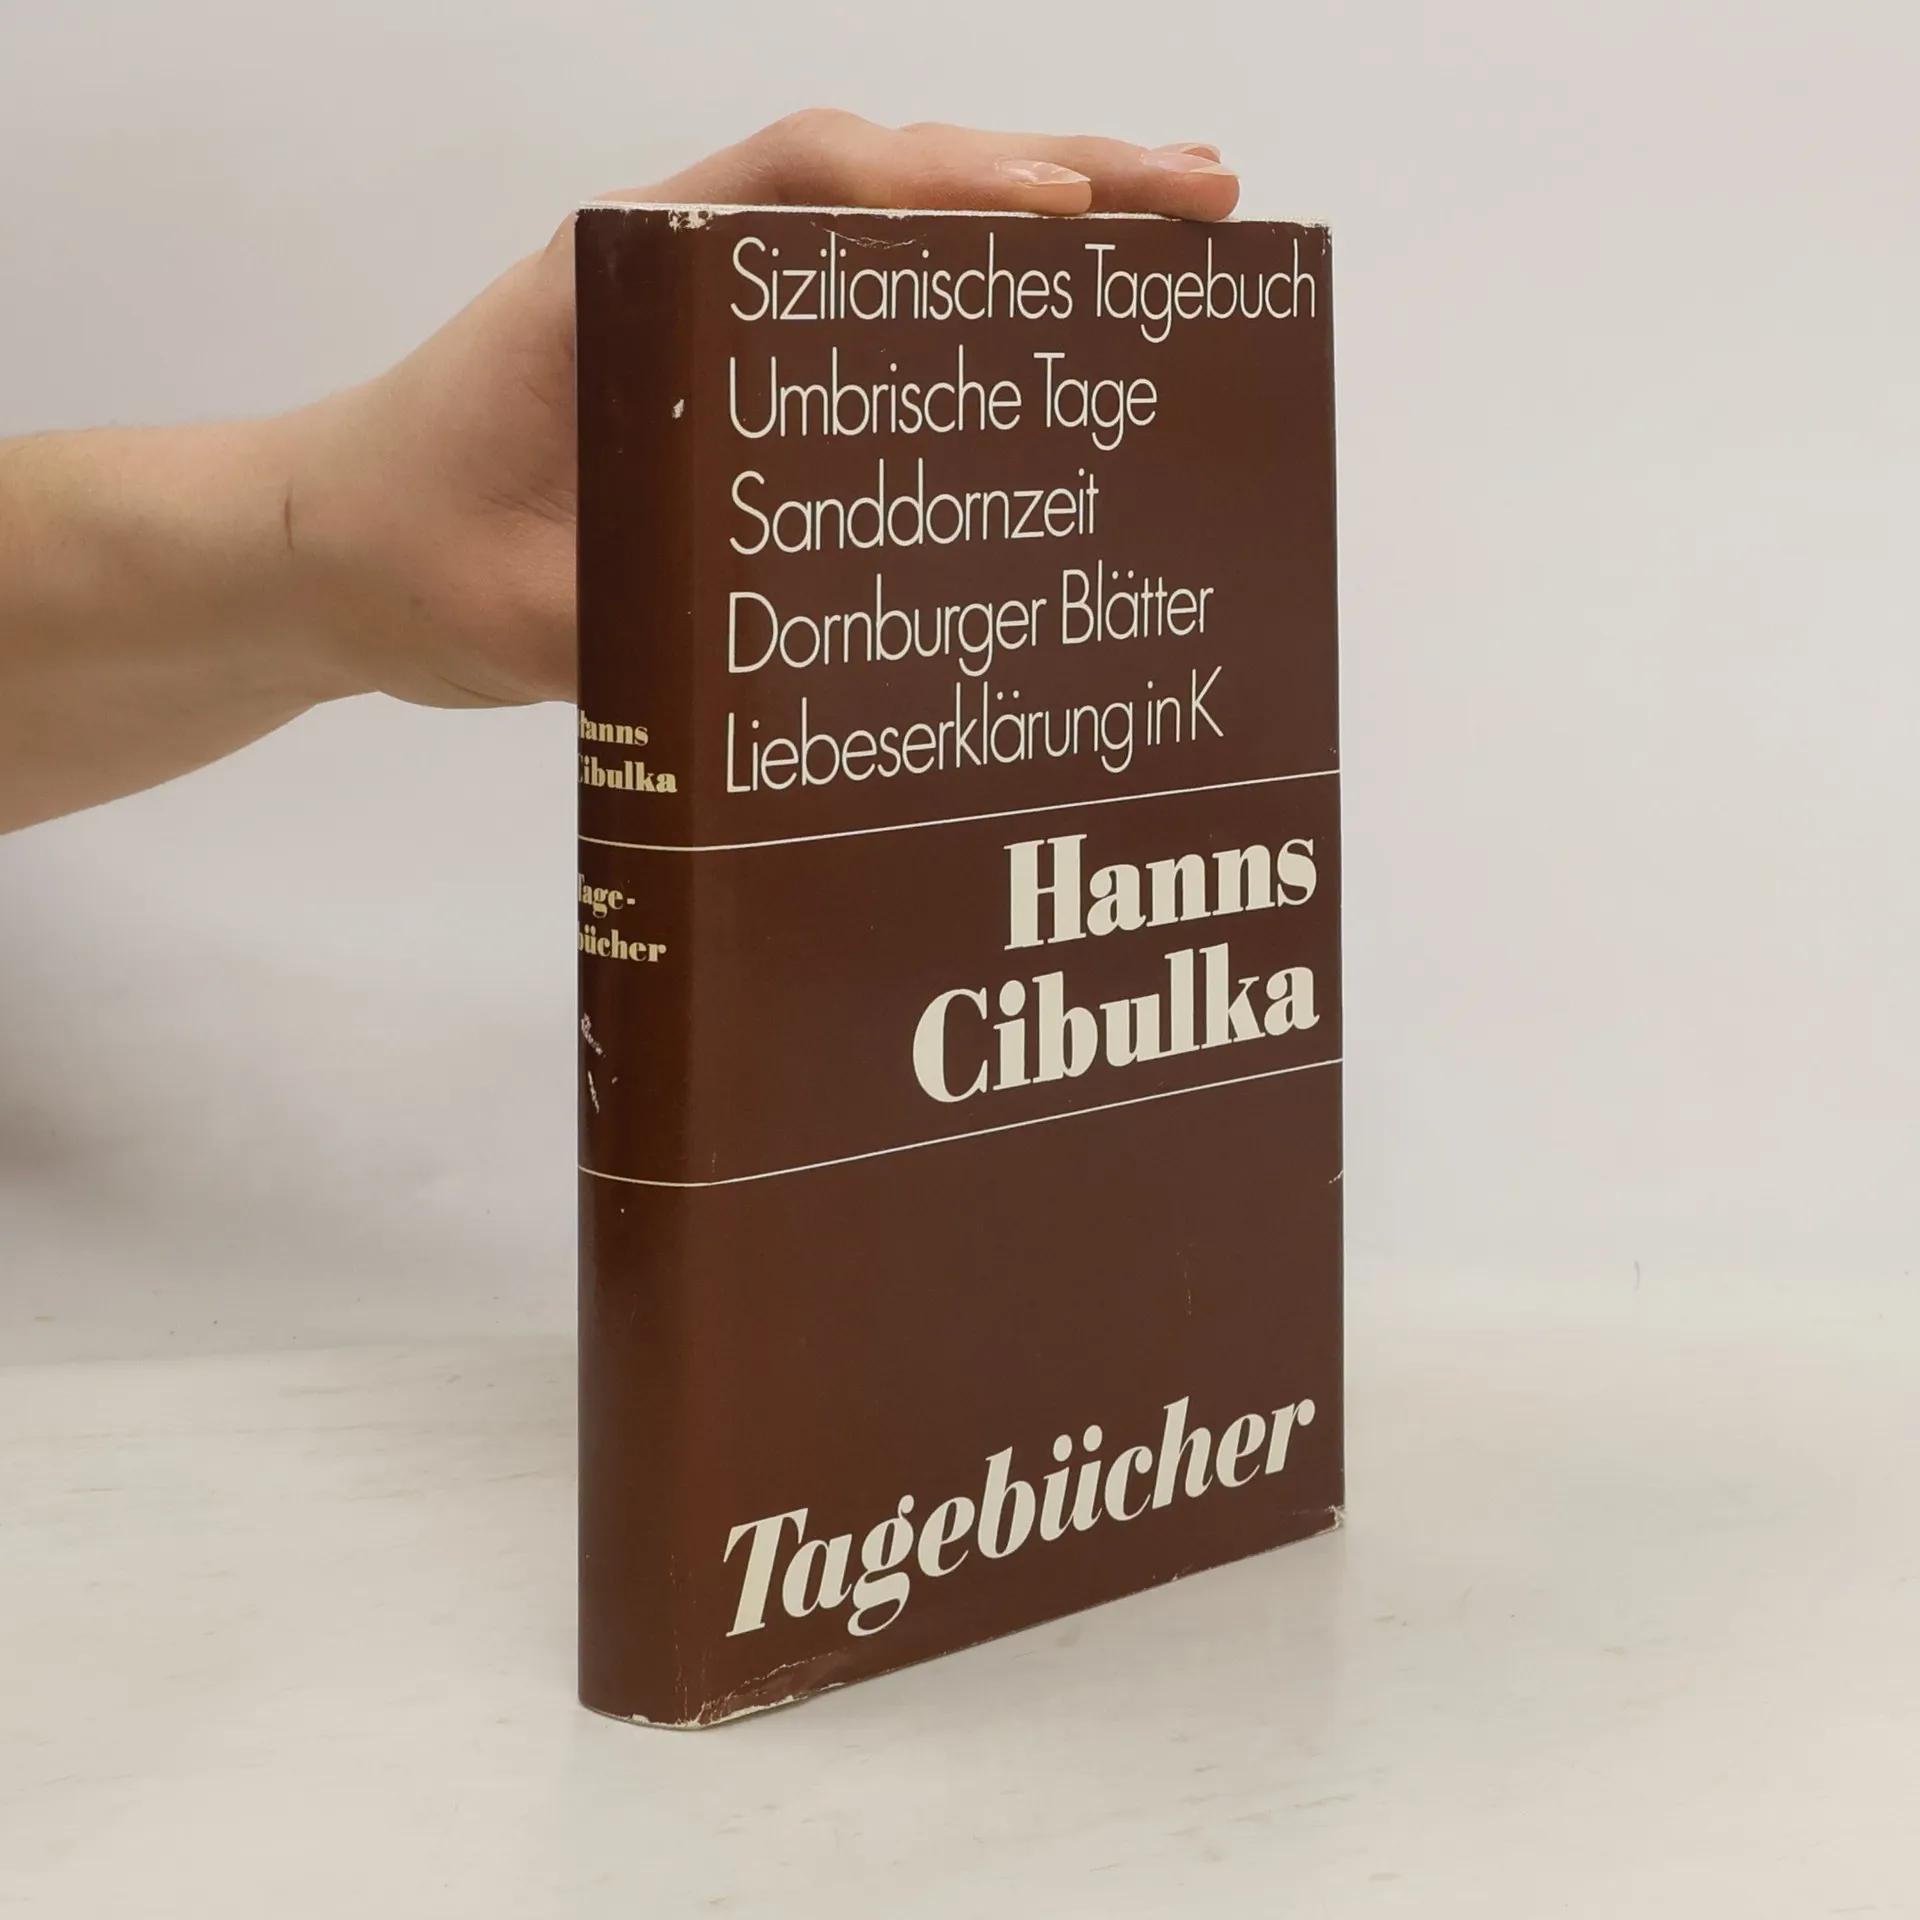 Sizilianisches Tagebuch
Umbrische Tage
Sanddornzeit
Dornburger Blätter
Liebeserklärung in K
Hanns
Cibulka
Tagebücher
Hanns
Cibulka
Tage-
bücher